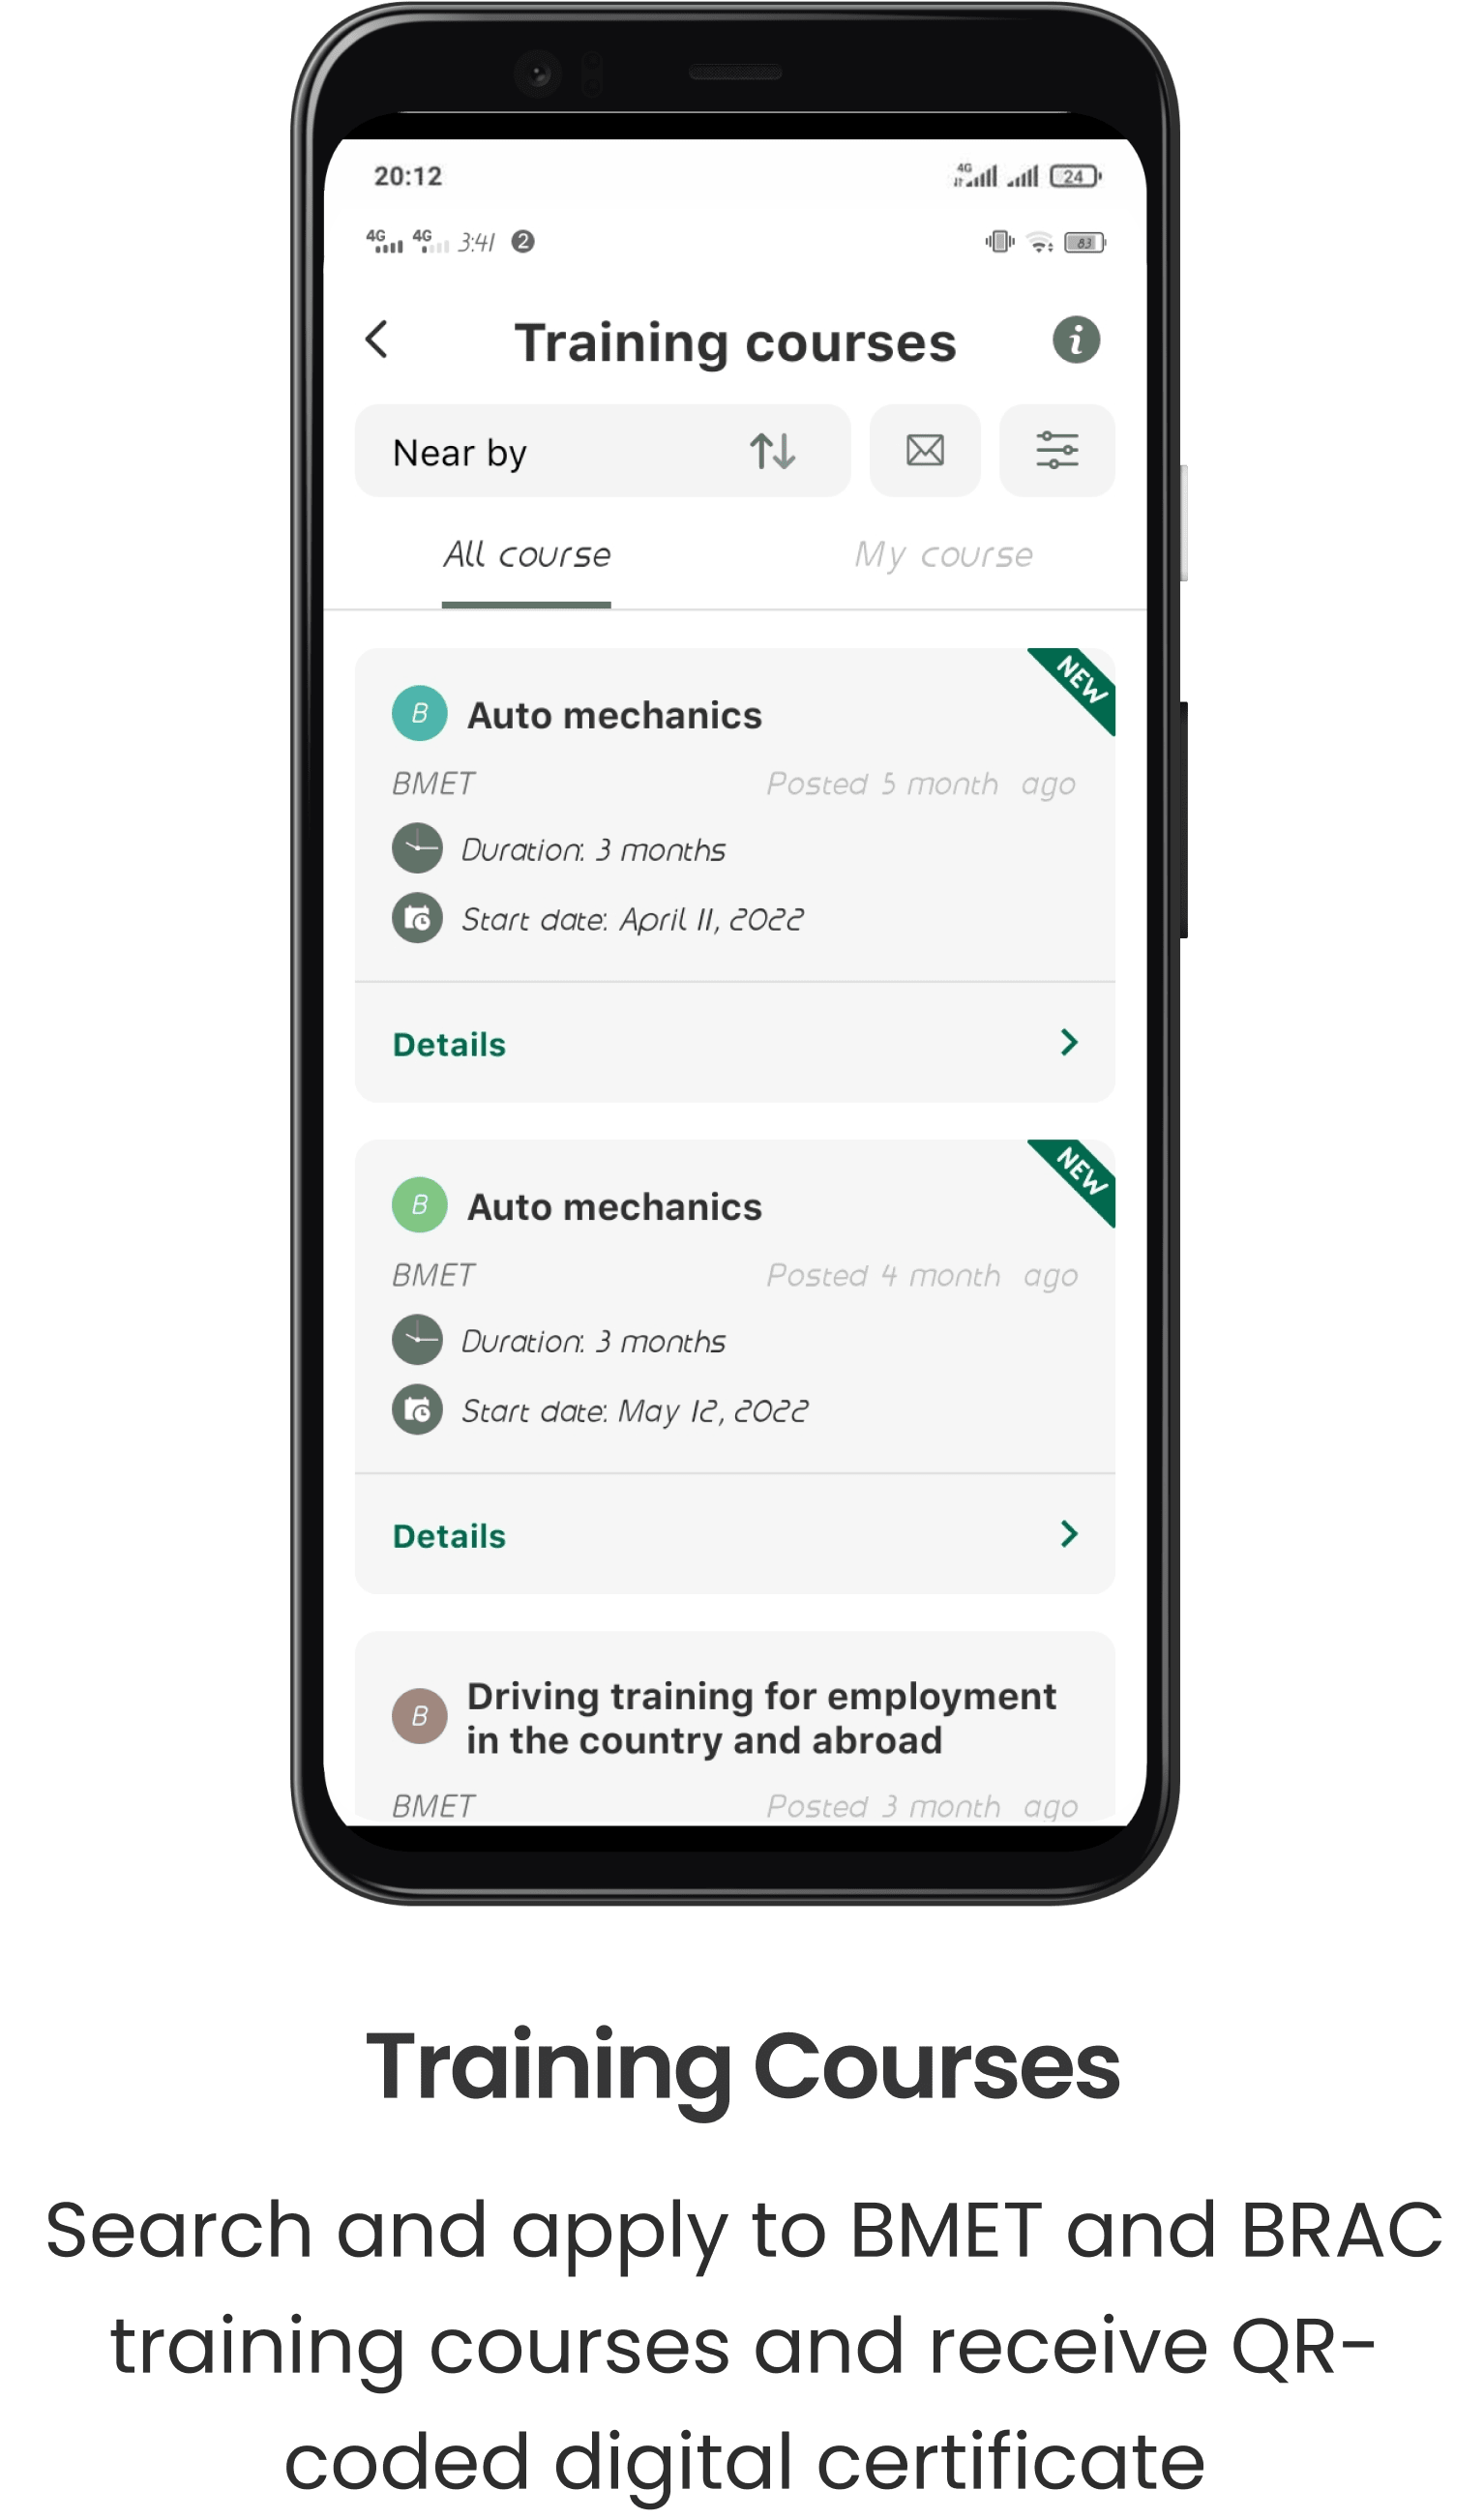 20:12 4G 24
4G 4G 3:41 2 83
Training courses i
Near by
All course My course
NEW
B Auto mechanics
BMET Posted 5 month ago
Duration: 3 months
Start date: April 11, 2022
Details
NEW
B Auto mechanics
BMET Posted 4 month ago
Duration: 3 months
Start date: May 12, 2022
Details
B Driving training for employment
in the country and abroad
BMET Posted 3 month ago
Training Courses
Search and apply to BMET and BRAC
training courses and receive QR-
coded digital certificate